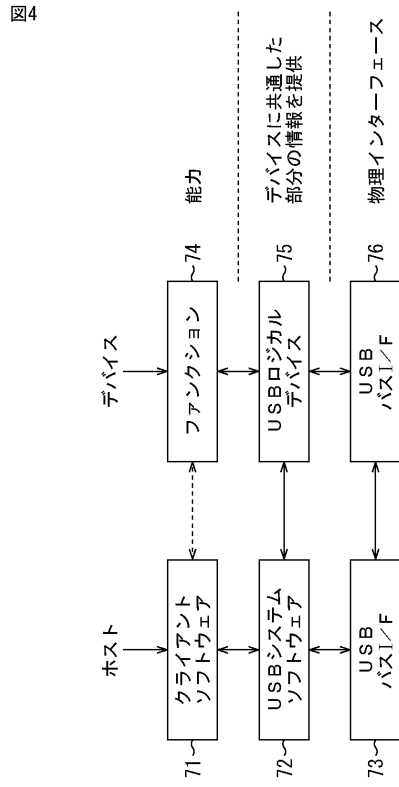 図4
ホスト
デバイス
71
クライアント
ソフトウェア
ファンクション
74
能力
72
USBシステム
ソフトウェア
USBロジカル
デバイス
75
デバイスに共通した
部分の情報を提供
73
USB
バスI/F
USB
バスI/F
76
物理インターフェース